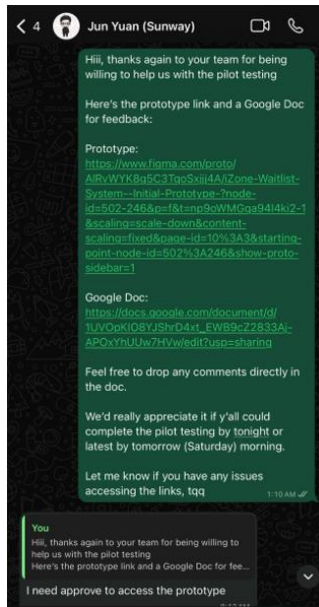 4
Jun Yuan (Sunway)
Hiii, thanks again to your team for being
willing to help us with the pilot testing
Here's the prototype link and a Google Doc
for feedback:
Prototype:
https://www.figma.com/proto/
AlRvWYK8q5C3TqoSxjjj4A/iZone-Waitlist-
System--Initial-Prototype-?node-
id=502-246&p=f&t=np9oWMGqa94I4ki2-1
&scaling=scale-down&content-
scaling=fixed&page-id=10%3A3&starting-
point-node-id=502%3A246&show-proto-
sidebar=1
Google Doc:
https://docs.google.com/document/d/
1UVOpKIO8YJShrD4xt_EWB9cZ2833Aj-
APOxYhUUw7HVw/edit?usp=sharing
Feel free to drop any comments directly in
the doc.
We'd really appreciate it if y'all could
complete the pilot testing by tonight or
latest by tomorrow (Saturday) morning.
Let me know if you have any issues
accessing the links, tqq
1:10 AM
You
Hiii, thanks again to your team for being willing to
help us with the pilot testing
Here's the prototype link and a Google Doc for fee...
I need approve to access the prototype